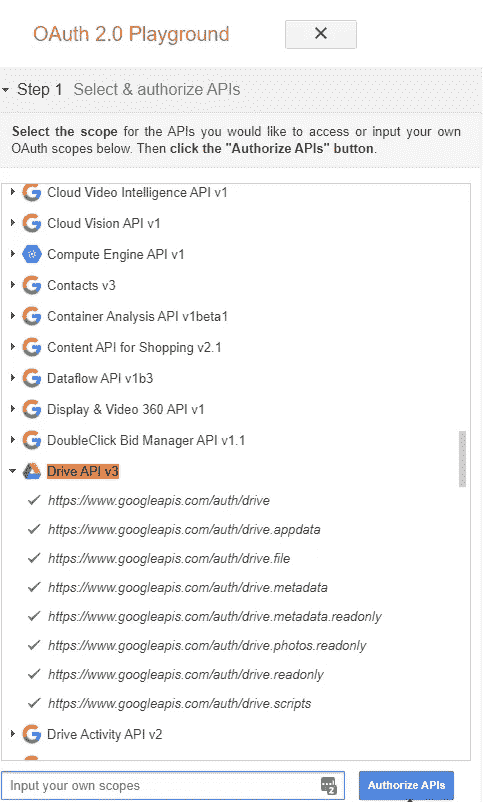 OAuth 2.0 Playground
Step 1 Select & authorize APIs
Select the scope for the APIs you would like to access or input your own
OAuth scopes below. Then click the "Authorize APIs" button.
Cloud Video Intelligence API v1
Cloud Vision API v1
Compute Engine API v1
Contacts v3
Container Analysis API v1beta1
Content API for Shopping v2.1
Dataflow API v1b3
Display & Video 360 API v1
DoubleClick Bid Manager API v1.1
Drive API v3
https://www.googleapis.com/auth/drive
https://www.googleapis.com/auth/drive.appdata
https://www.googleapis.com/auth/drive.file
https://www.googleapis.com/auth/drive.metadata
https://www.googleapis.com/auth/drive.metadata.readonly
https://www.googleapis.com/auth/drive.photos.readonly
https://www.googleapis.com/auth/drive.readonly
https://www.googleapis.com/auth/drive.scripts
Drive Activity API v2
Input your own scopes 2 Authorize APIs